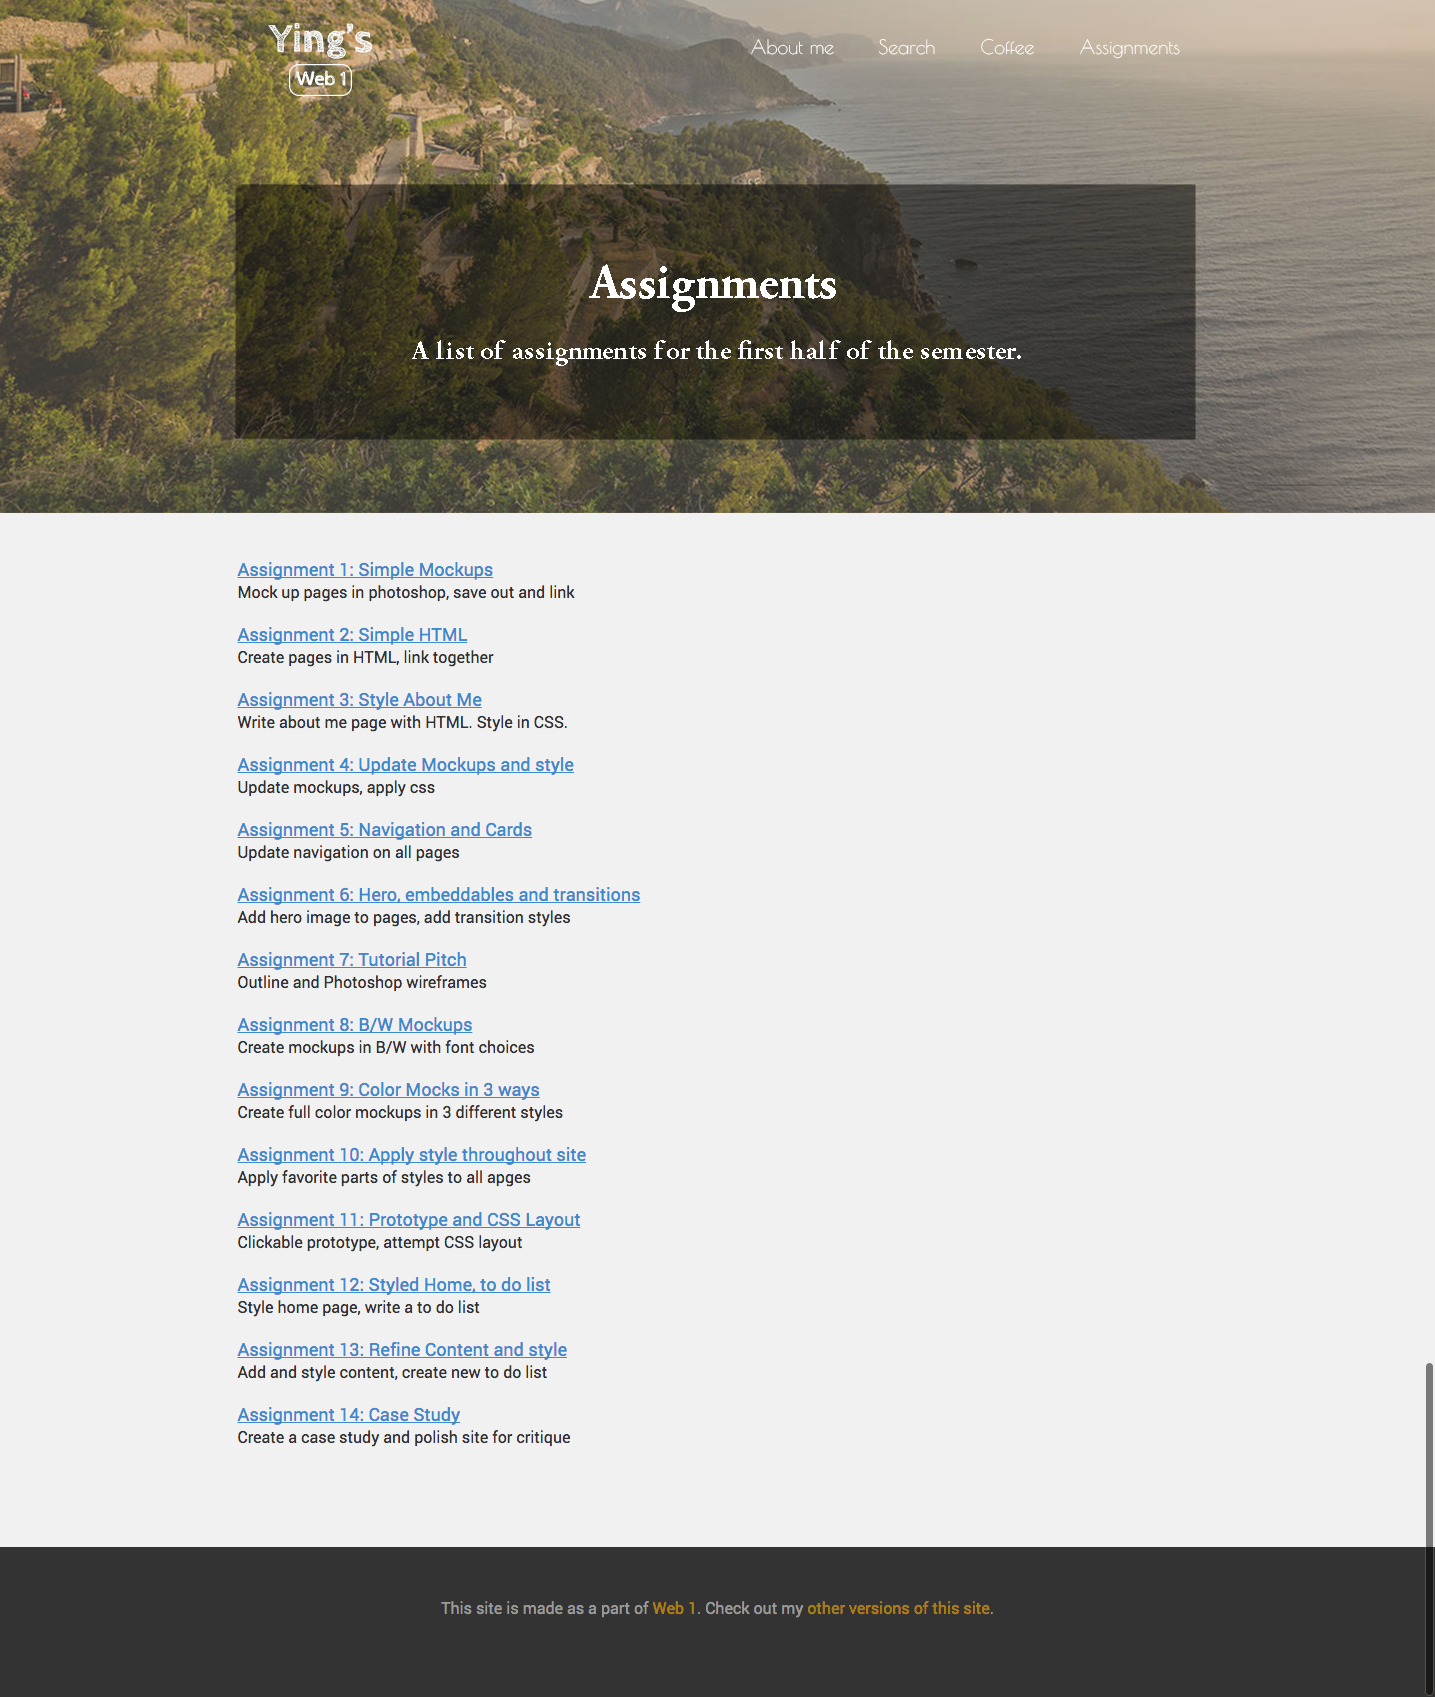 Ying's
Web 1
About me Search Coffee Assignments
Assignments
A list of assignments for the first half of the semester.
Assignment 1: Simple Mockups
Mock up pages in photoshop, save out and link
Assignment 2: Simple HTML
Create pages in HTML, link together
Assignment 3: Style About Me
Write about me page with HTML. Style in CSS.
Assignment 4: Update Mockups and style
Update mockups, apply css
Assignment 5: Navigation and Cards
Update navigation on all pages
Assignment 6: Hero, embeddables and transitions
Add hero image to pages, add transition styles
Assignment 7: Tutorial Pitch
Outline and Photoshop wireframes
Assignment 8: B/W Mockups
Create mockups in B/W with font choices
Assignment 9: Color Mocks in 3 ways
Create full color mockups in 3 different styles
Assignment 10: Apply style throughout site
Apply favorite parts of styles to all apges
Assignment 11: Prototype and CSS Layout
Clickable prototype, attempt CSS layout
Assignment 12: Styled Home, to do list
Style home page, write a to do list
Assignment 13: Refine Content and style
Add and style content, create new to do list
Assignment 14: Case Study
Create a case study and polish site for critique
This site is made as a part of Web 1. Check out my other versions of this site.